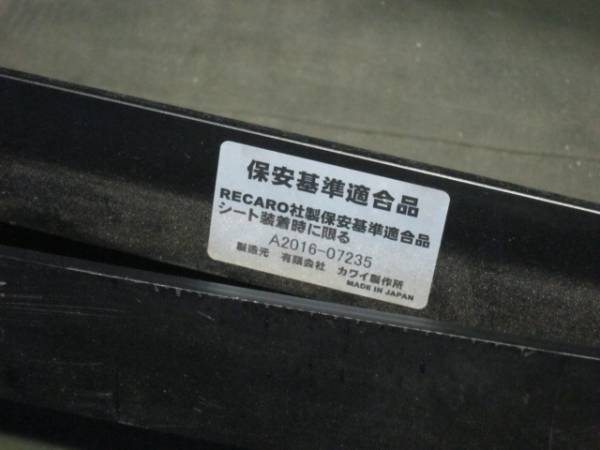 保安基準適合品
RECARO社製保安基準適合品
シート装着時に限る
A2016-07235
製造元 有限会社 カワイ製作所
MADE IN JAPAN